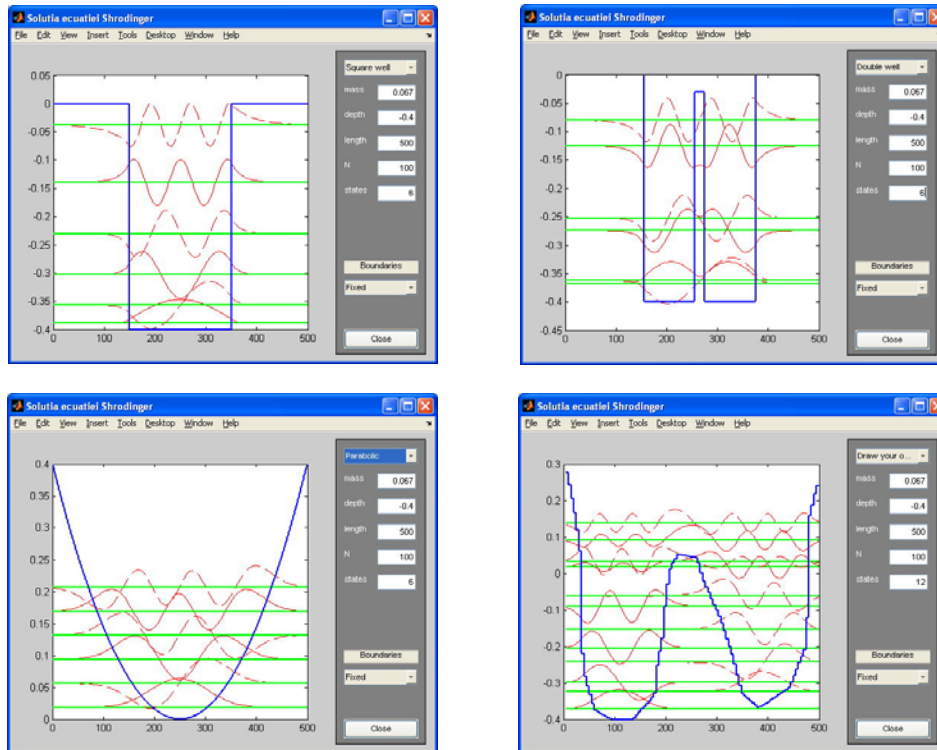 Solutia ecuatiei Shrodinger
File Edit View Insert Tools Desktop Window Help
Square well
mass 0.067
depth -0.4
length 500
N 100
states 6
Boundaries
Fixed
Close
0.05
0
-0.05
-0.1
-0.15
-0.2
-0.25
-0.3
-0.35
-0.4
0 100 200 300 400 500
Solutia ecuatiei Shrodinger
File Edit View Insert Tools Desktop Window Help
Double well
mass 0.067
depth -0.4
length 500
N 100
states 6
Boundaries
Fixed
Close
0
-0.05
-0.1
-0.15
-0.2
-0.25
-0.3
-0.35
-0.4
-0.45
0 100 200 300 400 500
Solutia ecuatiei Shrodinger
File Edit View Insert Tools Desktop Window Help
Parabolic
mass 0.067
depth -0.4
length 500
N 100
states 6
Boundaries
Fixed
Close
0.4
0.35
0.3
0.25
0.2
0.15
0.1
0.05
0
0 100 200 300 400 500
Solutia ecuatiei Shrodinger
File Edit View Insert Tools Desktop Window Help
Draw your o...
mass 0.067
depth -0.4
length 500
N 100
states 12
Boundaries
Fixed
Close
0.3
0.2
0.1
0
-0.1
-0.2
-0.3
-0.4
0 100 200 300 400 500